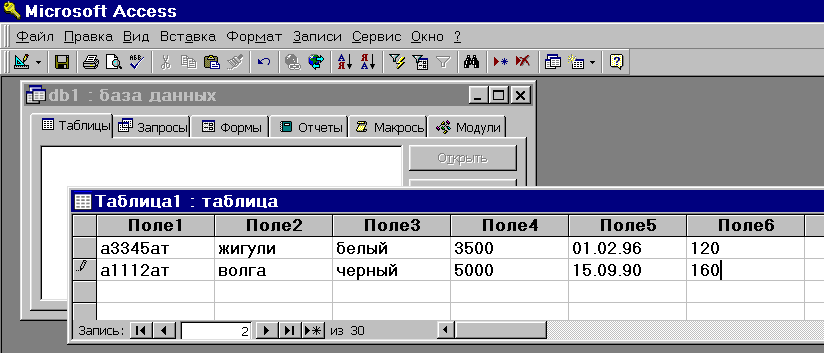 Microsoft Access
Файл Правка Вид Вставка Формат Записи Сервис Окно ?
ABC
db1 : база данных
Таблицы Запросы Формы Отчеты Макросы Модули
Открыть
Таблица1 : таблица
Поле1 Поле2 Поле3 Поле4 Поле5 Поле6
а3345ат жигули белый 3500 01.02.96 120
а1112ат волга черный 5000 15.09.90 160
Запись: 2 из 30